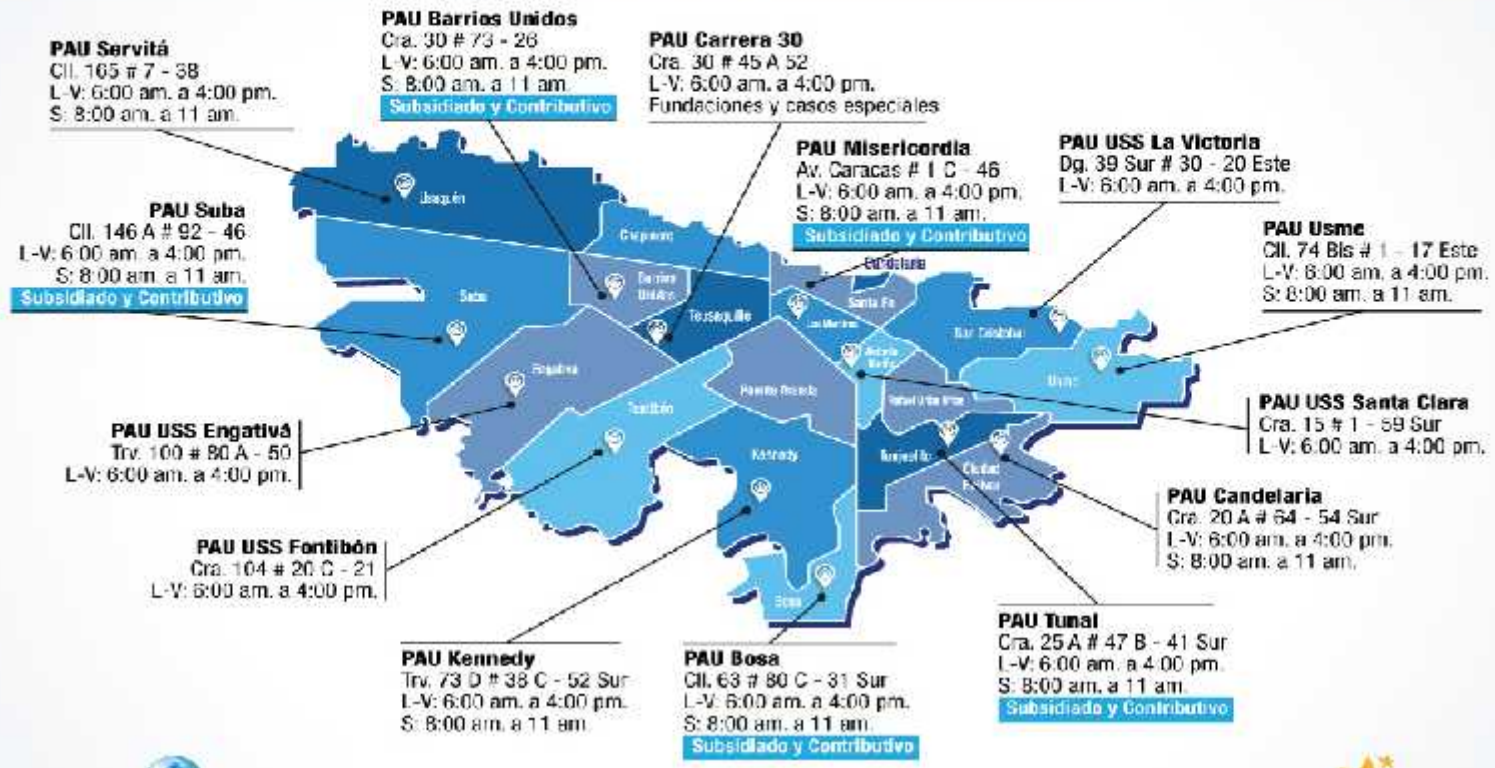 PAU Servitá
Cll. 165 # 7 - 38
L-V: 6:00 am. a 4:00 pm.
S: 8:00 am. a 11 am.
PAU Barrios Unidos
Cra. 30 # 73 - 26
L-V: 6:00 am. a 4:00 pm.
S: 8:00 am. a 11 am.
Subsidiado y Contributivo
PAU Carrera 30
Cra. 30 # 45 A 52
L-V: 6:00 am. a 4:00 pm.
Fundaciones y casos especiales
PAU Misericordia
Av. Caracas # 1 C - 46
L-V: 6:00 am. a 4:00 pm.
S: 8:00 am. a 11 am.
Subsidiado y Contributivo
PAU USS La Victoria
Dg. 39 Sur # 30 - 20 Este
L-V: 6:00 am. a 4:00 pm.
PAU Suba
Cll. 146 A # 92 - 46
L-V: 6:00 am. a 4:00 pm.
S: 8:00 am. a 11 am.
Subsidiado y Contributivo
PAU Usme
Cll. 74 Bis # 1 - 17 Este
L-V: 6:00 am. a 4:00 pm.
S: 8:00 am. a 11 am.
Usaquén
Chapinero
Candelaria
Suba
Barrios
Unidos
Santa Fe
Teusaquillo
Los Mártires
San Cristobal
Engativá
Antonio
Nariño
Usme
Fontibón
Puente Aranda
Rafael Uribe Uribe
Kennedy
Tunjuelito
Ciudad
Bolívar
Bosa
PAU USS Engativá
Trv. 100 # 80 A - 50
L-V: 6:00 am. a 4:00 pm.
PAU USS Santa Clara
Cra. 15 # 1 - 59 Sur
L-V: 6:00 am. a 4:00 pm.
PAU Candelaria
Cra. 20 A # 64 - 54 Sur
L-V: 6:00 am. a 4:00 pm.
S: 8:00 am. a 11 am.
PAU USS Fontibón
Cra. 104 # 20 C - 21
L-V: 6:00 am. a 4:00 pm.
PAU Kennedy
Trv. 73 D # 38 C - 52 Sur
L-V: 6:00 am. a 4:00 pm.
S: 8:00 am. a 11 am.
PAU Bosa
Cll. 63 # 80 C - 31 Sur
L-V: 6:00 am. a 4:00 pm.
S: 8:00 am. a 11 am.
Subsidiado y Contributivo
PAU Tunal
Cra. 25 A # 47 B - 41 Sur
L-V: 6:00 am. a 4:00 pm.
S: 8:00 am. a 11 am.
Subsidiado y Contributivo